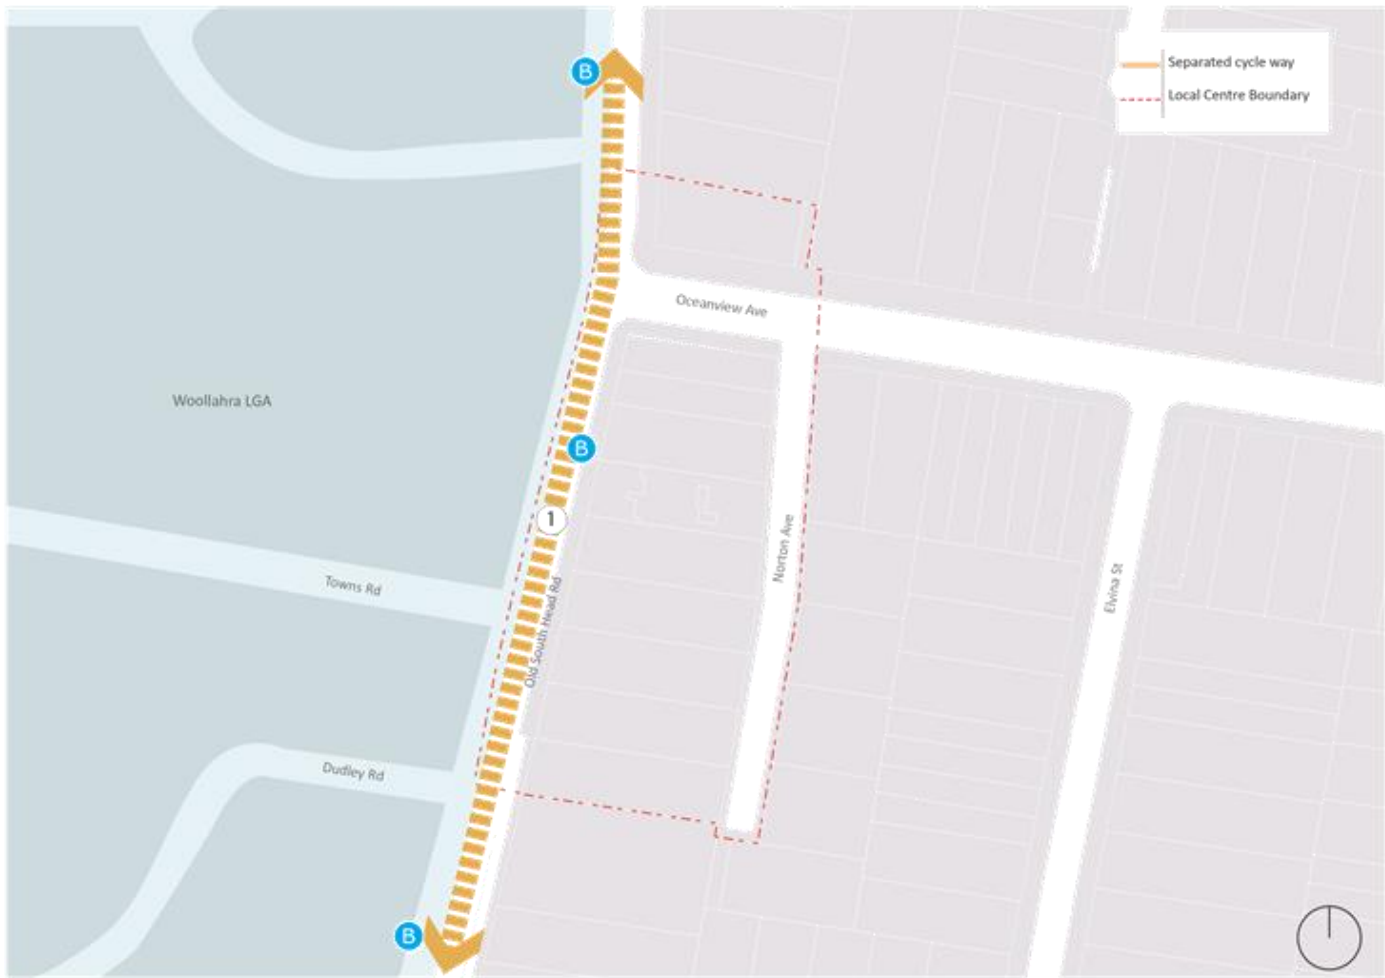 B
Separated cycle way
Local Centre Boundary
Oceanview Ave
Woollahra LGA
B
1
Norton Ave
Towns Rd
Elvina St
Old South Head Rd
Dudley Rd
B